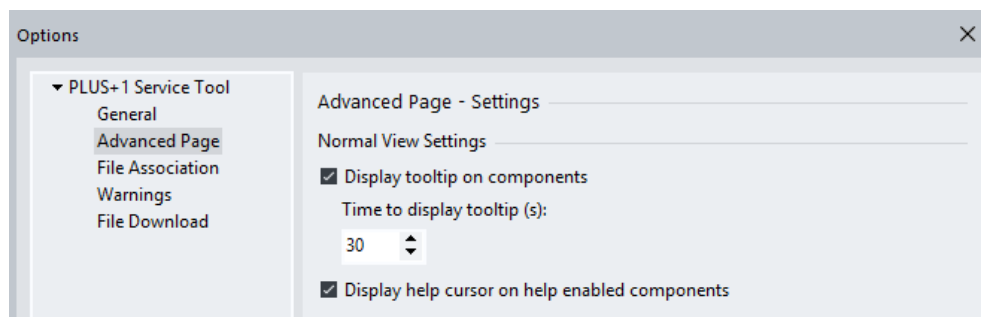 Options
PLUS+1 Service Tool
General
Advanced Page
File Association
Warnings
File Download
Advanced Page - Settings
Normal View Settings
Display tooltip on components
Time to display tooltip (s):
30
Display help cursor on help enabled components